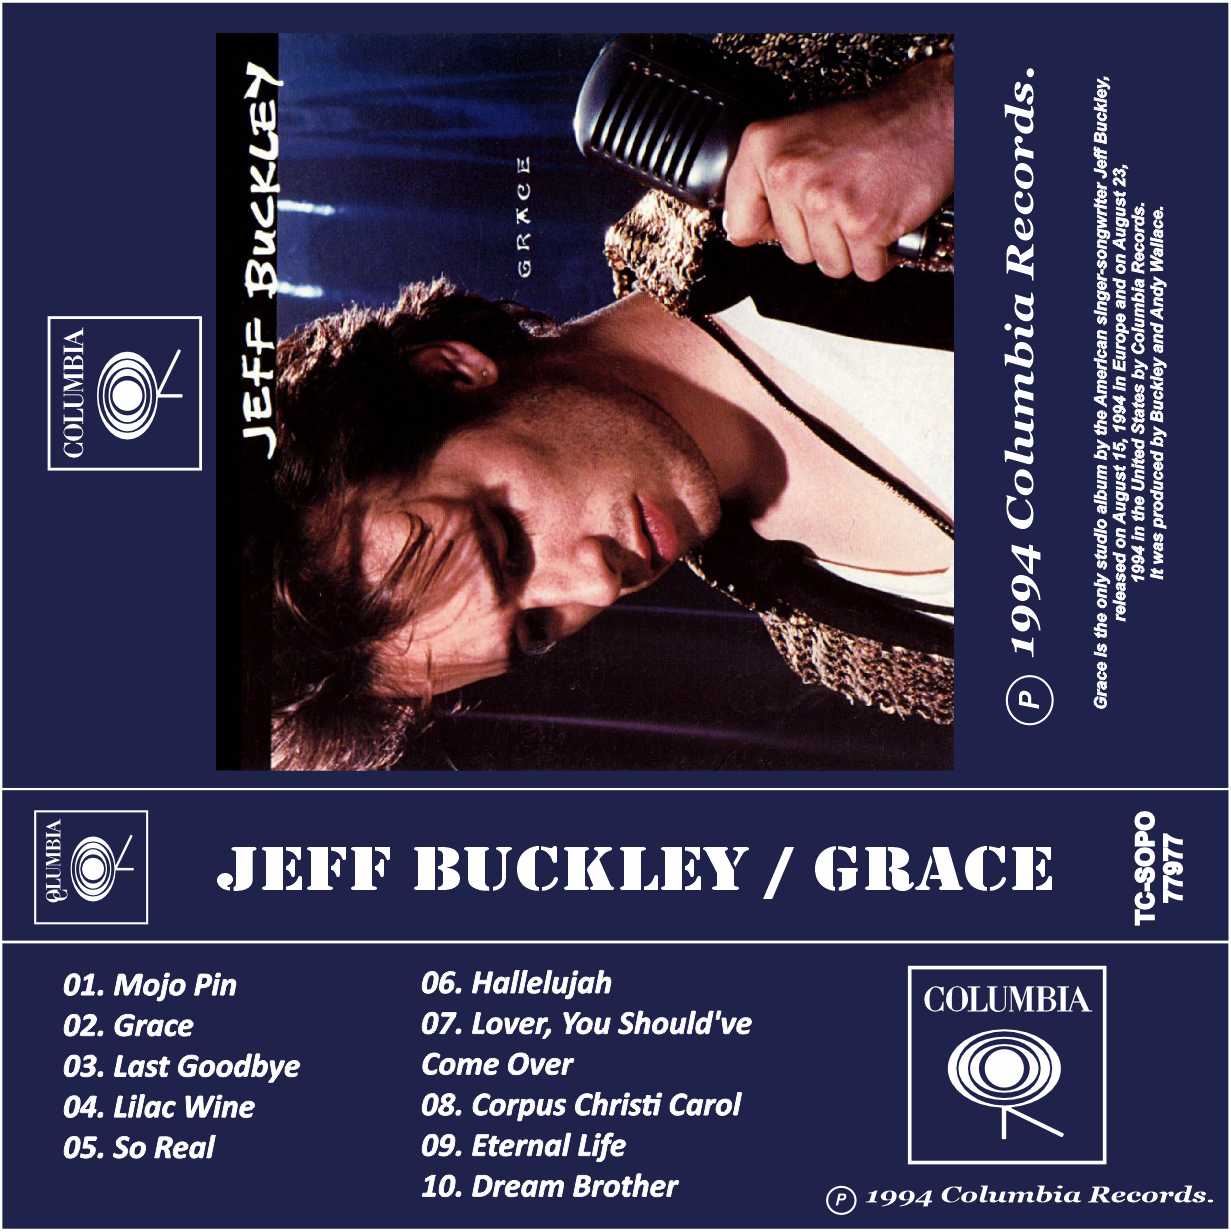 COLUMBIA
JEFF BUCKLEY
GRACE
P 1994 Columbia Records.
Grace is the only studio album by the American singer-songwriter Jeff Buckley,
released on August 15, 1994 in Europe and on August 23,
1994 in the United States by Columbia Records.
It was produced by Buckley and Andy Wallace.
COLUMBIA
JEFF BUCKLEY / GRACE
TC-SOPO
77977
01. Mojo Pin
02. Grace
03. Last Goodbye
04. Lilac Wine
05. So Real
06. Hallelujah
07. Lover, You Should've
Come Over
08. Corpus Christi Carol
09. Eternal Life
10. Dream Brother
COLUMBIA
P 1994 Columbia Records.